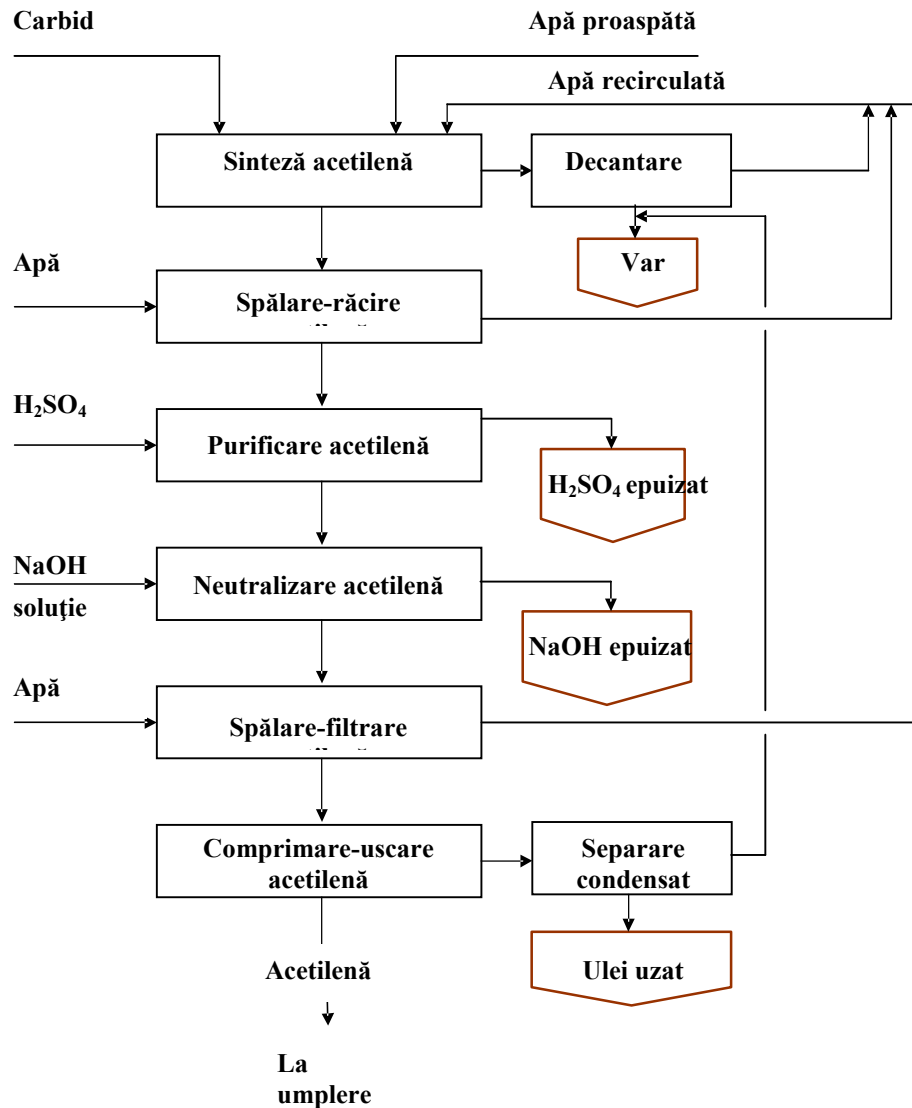 Carbid
Apă proaspătă
Apă recirculată
Sinteză acetilenă
Decantare
Apă
Var
Spălare-răcire
H₂SO₄
Purificare acetilenă
H₂SO₄ epuizat
NaOH
soluţie
Neutralizare acetilenă
NaOH epuizat
Apă
Spălare-filtrare
Comprimare-uscare
acetilenă
Separare
condensat
Acetilenă
Ulei uzat
La
umplere